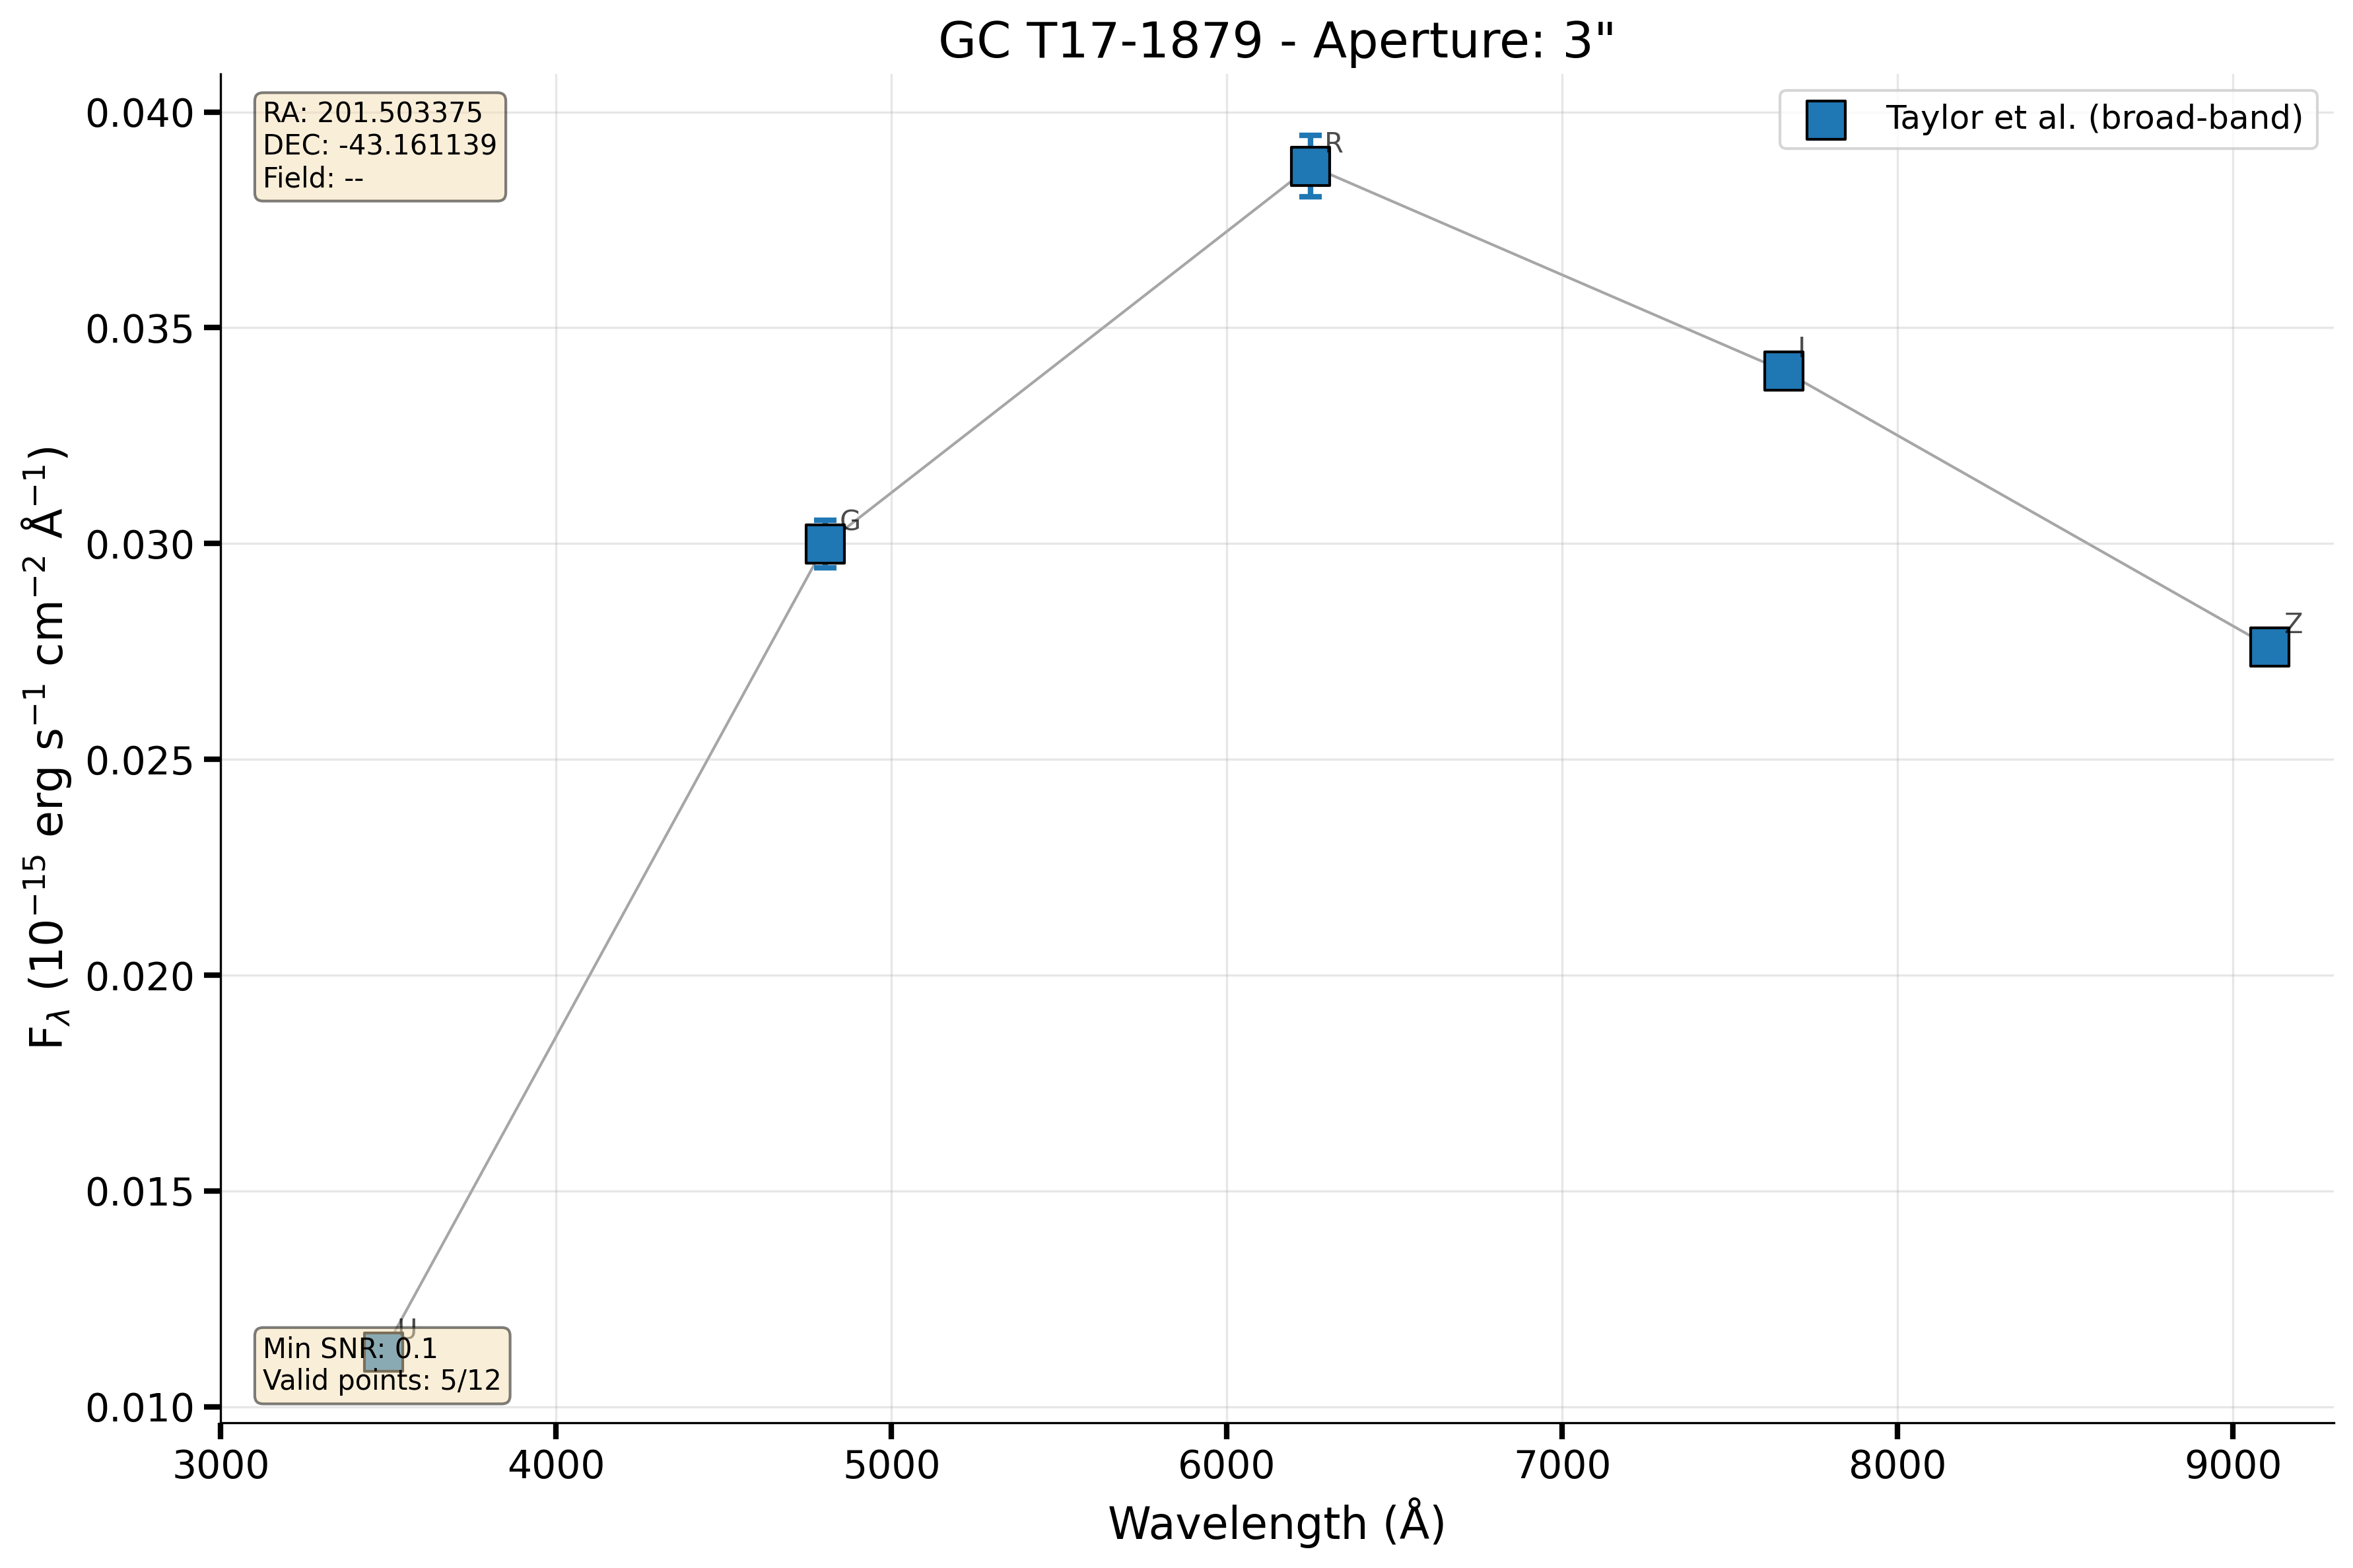 GC T17-1879 - Aperture: 3"
RA: 201.503375
DEC: -43.161139
Field: --
Taylor et al. (broad-band)
R
I
G
Z
U
Min SNR: 0.1
Valid points: 5/12
0.040
0.035
0.030
0.025
0.020
0.015
0.010
F_λ (10⁻¹⁵ erg s⁻¹ cm⁻² Å⁻¹)
3000 4000 5000 6000 7000 8000 9000
Wavelength (Å)